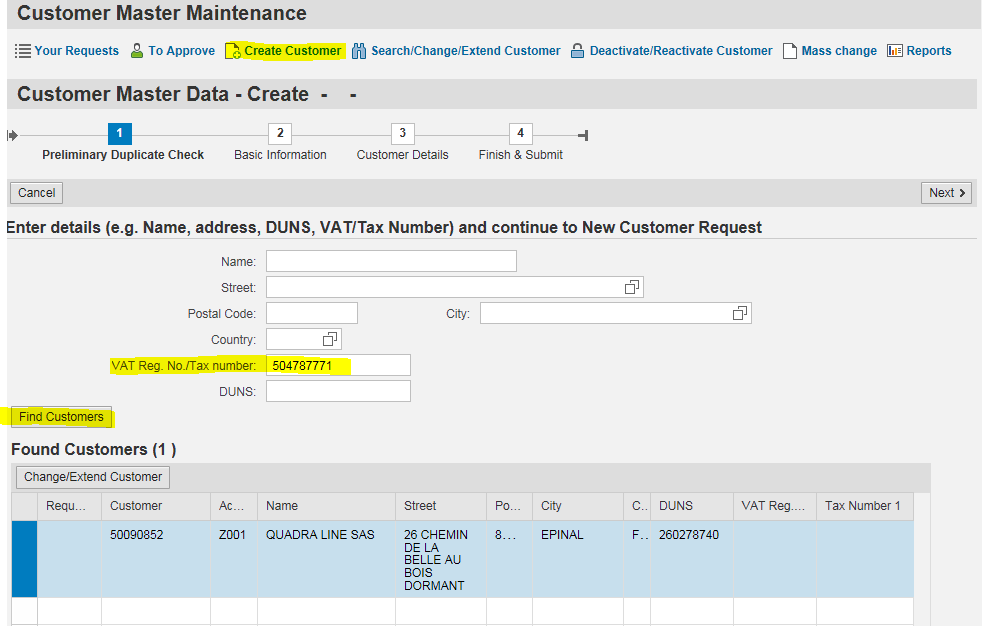 Customer Master Maintenance
Your Requests To Approve Create Customer Search/Change/Extend Customer Deactivate/Reactivate Customer Mass change Reports
Customer Master Data - Create - -
1 2 3 4
Preliminary Duplicate Check Basic Information Customer Details Finish & Submit
Cancel Next
Enter details (e.g. Name, address, DUNS, VAT/Tax Number) and continue to New Customer Request
Name:
Street:
Postal Code: City:
Country:
VAT Reg. No./Tax number: 504787771
DUNS:
Find Customers
Found Customers (1 )
Change/Extend Customer
Requ... Customer Ac... Name Street Po... City C.. DUNS VAT Reg.... Tax Number 1
50090852 Z001 QUADRA LINE SAS 26 CHEMIN 8... EPINAL F.. 260278740
DE LA
BELLE AU
BOIS
DORMANT